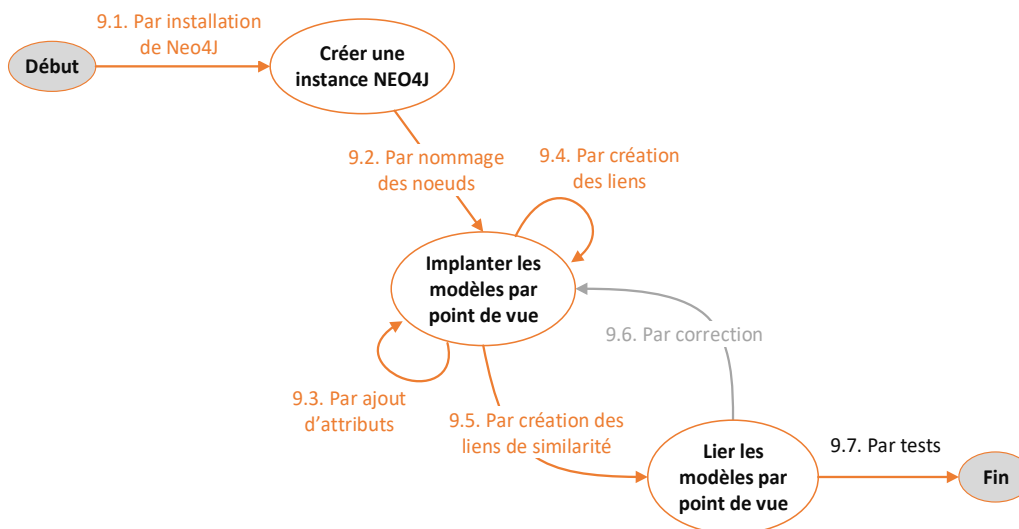 9.1. Par installation
de Neo4J
Début
Créer une
instance NEO4J
9.2. Par nommage
des noeuds
9.4. Par création
des liens
Implanter les
modèles par
point de vue
9.6. Par correction
9.3. Par ajout
d'attributs
9.5. Par création des
liens de similarité
Lier les
modèles par
point de vue
9.7. Par tests
Fin